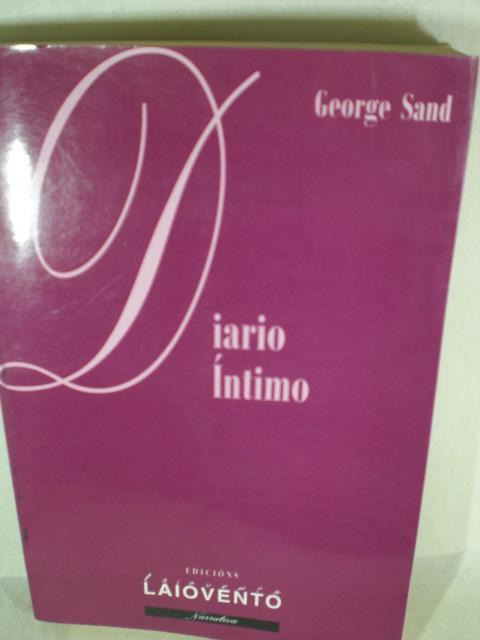 George Sand
Diario
Íntimo
EDICIÓNS
LAIOVENTO
Narrativa